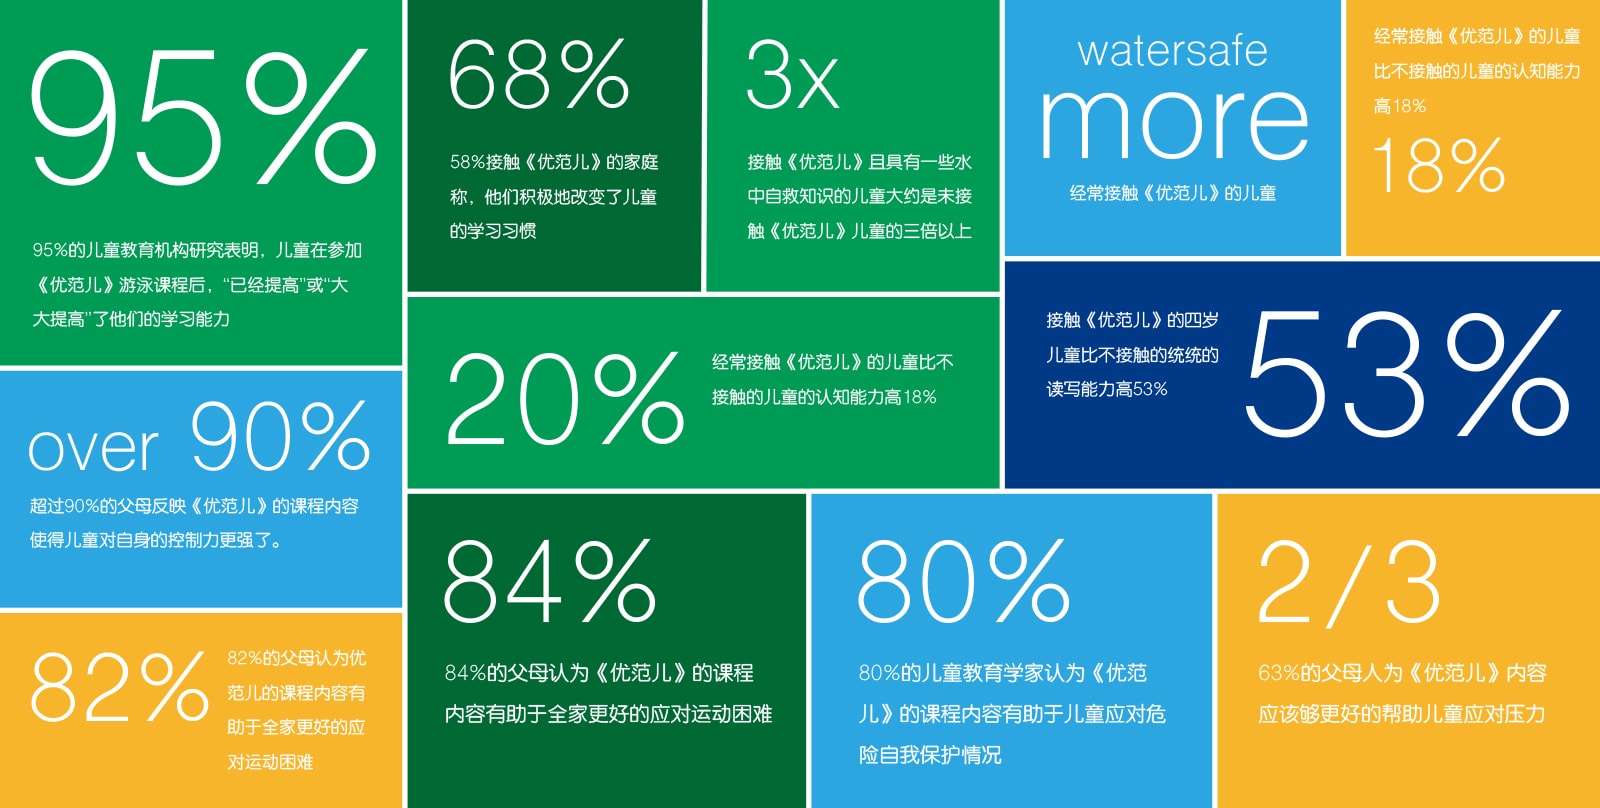 95%
95%的儿童教育机构研究表明，儿童在参加
《优范儿》游泳课程后，“已经提高”或“大
大提高”了他们的学习能力
68%
58%接触《优范儿》的家庭
称，他们积极地改变了儿童
的学习习惯
3x
接触《优范儿》且具有一些水
中自救知识的儿童大约是未接
触《优范儿》儿童的三倍以上
watersafe
more
经常接触《优范儿》的儿童
经常接触《优范儿》的儿童
比不接触的儿童的认知能力
高18%
18%
20%
经常接触《优范儿》的儿童比不
接触的儿童的认知能力高18%
接触《优范儿》的四岁
儿童比不接触的统统的
读写能力高53%
53%
over 90%
超过90%的父母反映《优范儿》的课程内容
使得儿童对自身的控制力更强了。
82%
82%的父母认为优
范儿的课程内容有
助于全家更好的应
对运动困难
84%
84%的父母认为《优范儿》的课程
内容有助于全家更好的应对运动困难
80%
80%的儿童教育学家认为《优范
儿》的课程内容有助于儿童应对危
险自我保护情况
2/3
63%的父母人为《优范儿》内容
应该够更好的帮助儿童应对压力